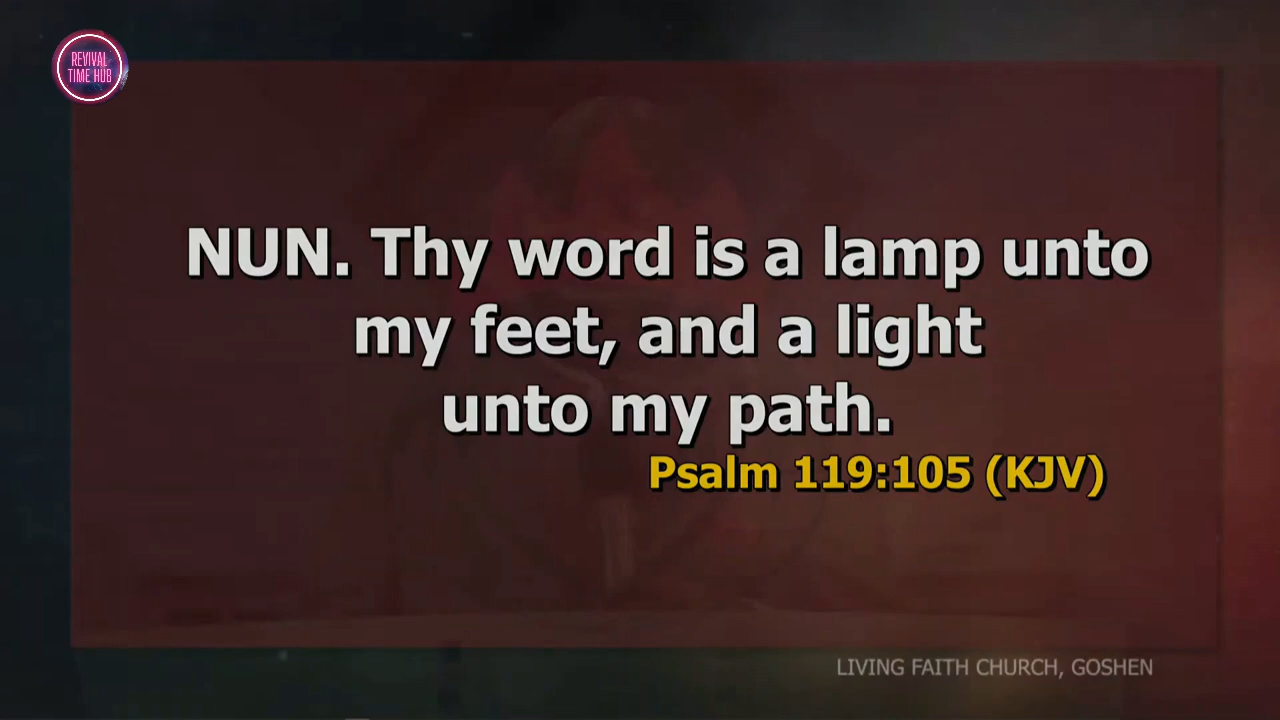 REVIVAL
TIME HUB
NUN. Thy word is a lamp unto
my feet, and a light
unto my path.
Psalm 119:105 (KJV)
LIVING FAITH CHURCH, GOSHEN